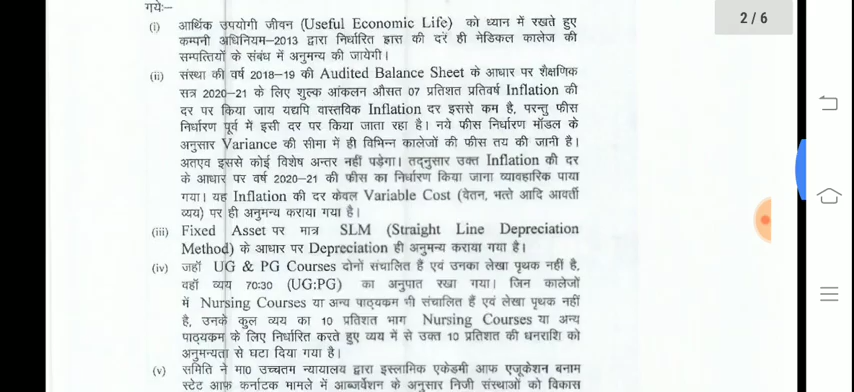 2 / 6
गयेः–
(i) आर्थिक उपयोगी जीवन (Useful Economic Life) को ध्यान में रखते हुए
कम्पनी अधिनियम–2013 द्वारा निर्धारित ह्रास की दरें ही मेडिकल कालेज की
सम्पत्तियों के संबंध में अनुमन्य की जायेगी।
(ii) संस्था की वर्ष 2018–19 की Audited Balance Sheet के आधार पर शैक्षणिक
सत्र 2020–21 के लिए शुल्क आंकलन औसत 07 प्रतिशत प्रतिवर्ष Inflation की
दर पर किया जाय यद्यपि वास्तविक Inflation दर इससे कम है, परन्तु फीस
निर्धारण पूर्व में इसी दर पर किया जाता रहा है। नये फीस निर्धारण मॉडल के
अनुसार Variance की सीमा में ही विभिन्न कालेजों की फीस तय की जानी है।
अतएव इससे कोई विशेष अन्तर नहीं पड़ेगा। तद्नुसार उक्त Inflation की दर
के आधार पर वर्ष 2020–21 की फीस का निर्धारण किया जाना व्यावहारिक पाया
गया। यह Inflation की दर केवल Variable Cost (वेतन, भत्ते आदि आवर्ती
व्यय) पर ही अनुमन्य कराया गया है।
(iii) Fixed Asset पर मात्र SLM (Straight Line Depreciation
Method) के आधार पर Depreciation ही अनुमन्य कराया गया है।
(iv) जहाँ UG & PG Courses दोनों संचालित हैं एवं उनका लेखा पृथक नहीं है,
वहाँ व्यय 70:30 (UG:PG) का अनुपात रखा गया। जिन कालेजों
में Nursing Courses या अन्य पाठ्यकम भी संचालित हैं एवं लेखा पृथक नहीं
है, उनके कुल व्यय का 10 प्रतिशत भाग Nursing Courses या अन्य
पाठ्यकम के लिए निर्धारित करते हुए व्यय में से उक्त 10 प्रतिशत की धनराशि को
अनुमन्यता से घटा दिया गया है।
(v) समिति ने मा0 उच्चतम न्यायालय द्वारा इस्लामिक एकेडमी आफ एजूकेशन बनाम
स्टेट आफ कर्नाटक मामले में आब्जर्वेशन के अनुसार निजी संस्थाओं को विकास